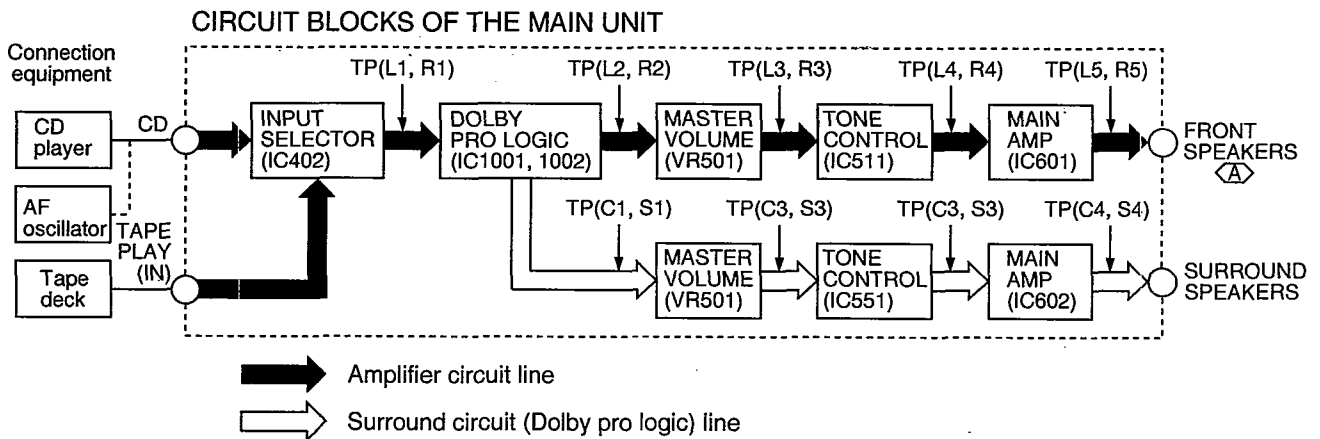 CIRCUIT BLOCKS OF THE MAIN UNIT
Connection
equipment
TP(L1, R1)
TP(L2, R2)
TP(L3, R3)
TP(L4, R4)
TP(L5, R5)
CD
player
CD
INPUT
SELECTOR
(IC402)
DOLBY
PRO LOGIC
(IC1001, 1002)
MASTER
VOLUME
(VR501)
TONE
CONTROL
(IC511)
MAIN
AMP
(IC601)
FRONT
SPEAKERS
A
AF
oscillator
TAPE
PLAY
(IN)
Tape
deck
TP(C1, S1)
TP(C3, S3)
TP(C3, S3)
TP(C4, S4)
MASTER
VOLUME
(VR501)
TONE
CONTROL
(IC551)
MAIN
AMP
(IC602)
SURROUND
SPEAKERS
Amplifier circuit line
Surround circuit (Dolby pro logic) line